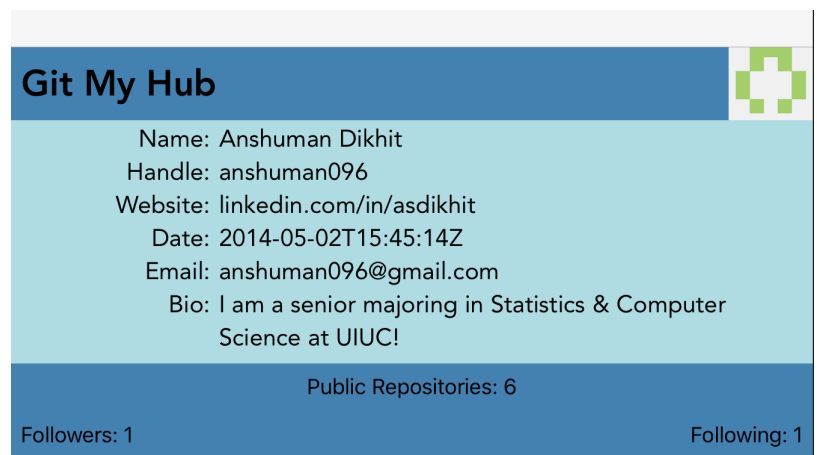 Git My Hub
Name: Anshuman Dikhit
Handle: anshuman096
Website: linkedin.com/in/asdikhit
Date: 2014-05-02T15:45:14Z
Email: anshuman096@gmail.com
Bio: I am a senior majoring in Statistics & Computer
Science at UIUC!
Public Repositories: 6
Followers: 1
Following: 1